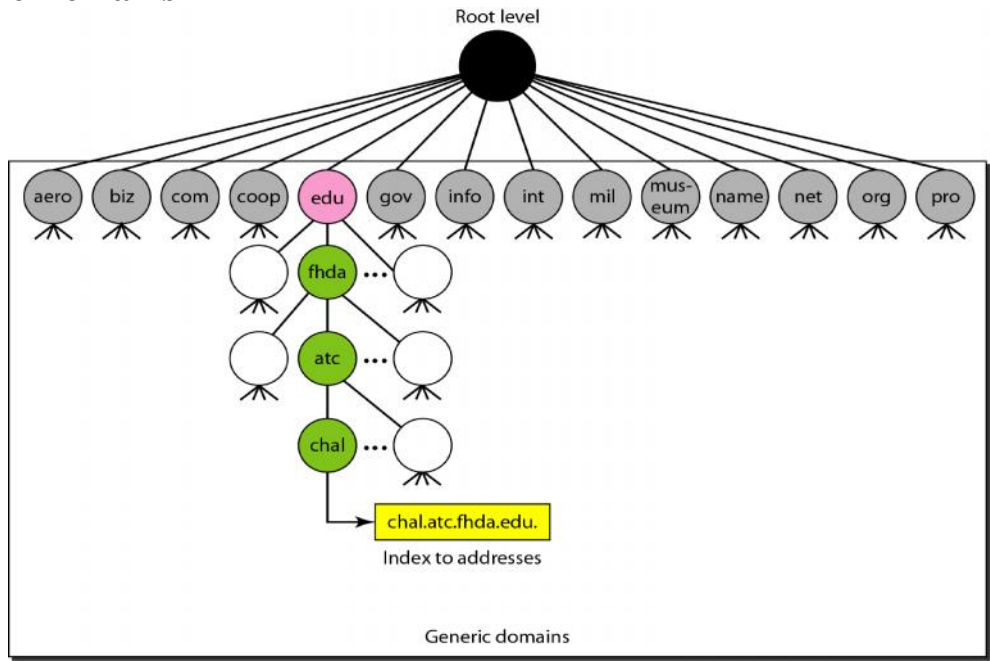 Root level
aero biz com coop edu gov info int mil mus-
eum name net org pro
fhda ...
atc ...
chal ...
chal.atc.fhda.edu.
Index to addresses
Generic domains